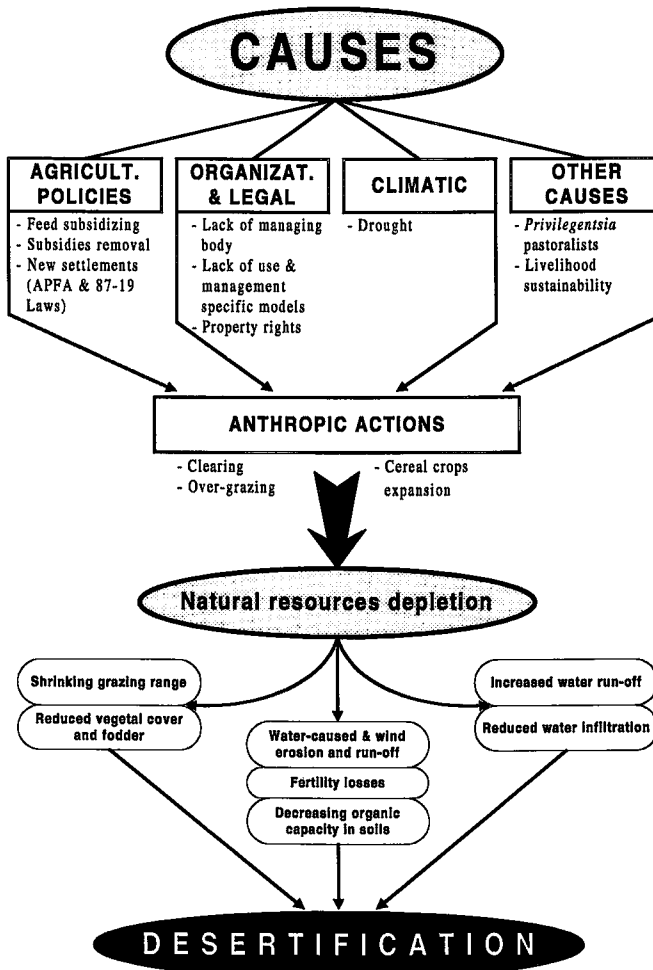 CAUSES
AGRICULT.
POLICIES
- Feed subsidizing
- Subsidies removal
- New settlements
(APFA & 87-19
Laws)
ORGANIZAT.
& LEGAL
- Lack of managing
body
- Lack of use &
management
specific models
- Property rights
CLIMATIC
- Drought
OTHER
CAUSES
- Privilegentsia
pastoralists
- Livelihood
sustainability
ANTHROPIC ACTIONS
- Clearing
- Over-grazing
- Cereal crops
expansion
Natural resources depletion
Shrinking grazing range
Reduced vegetal cover
and fodder
Water-caused & wind
erosion and run-off
Fertility losses
Decreasing organic
capacity in soils
Increased water run-off
Reduced water infiltration
DESERTIFICATION